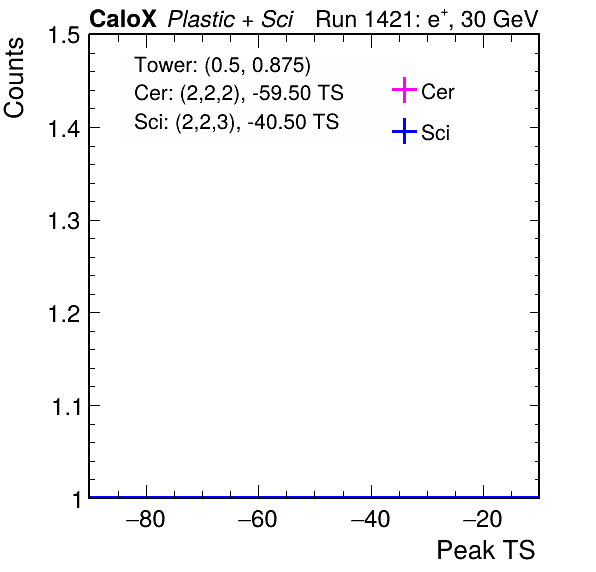 CaloX Plastic + Sci Run 1421: e+, 30 GeV
Counts
Tower: (0.5, 0.875)
Cer: (2,2,2), -59.50 TS
Sci: (2,2,3), -40.50 TS
Cer
Sci
1.5
1.4
1.3
1.2
1.1
1
−80 −60 −40 −20
Peak TS